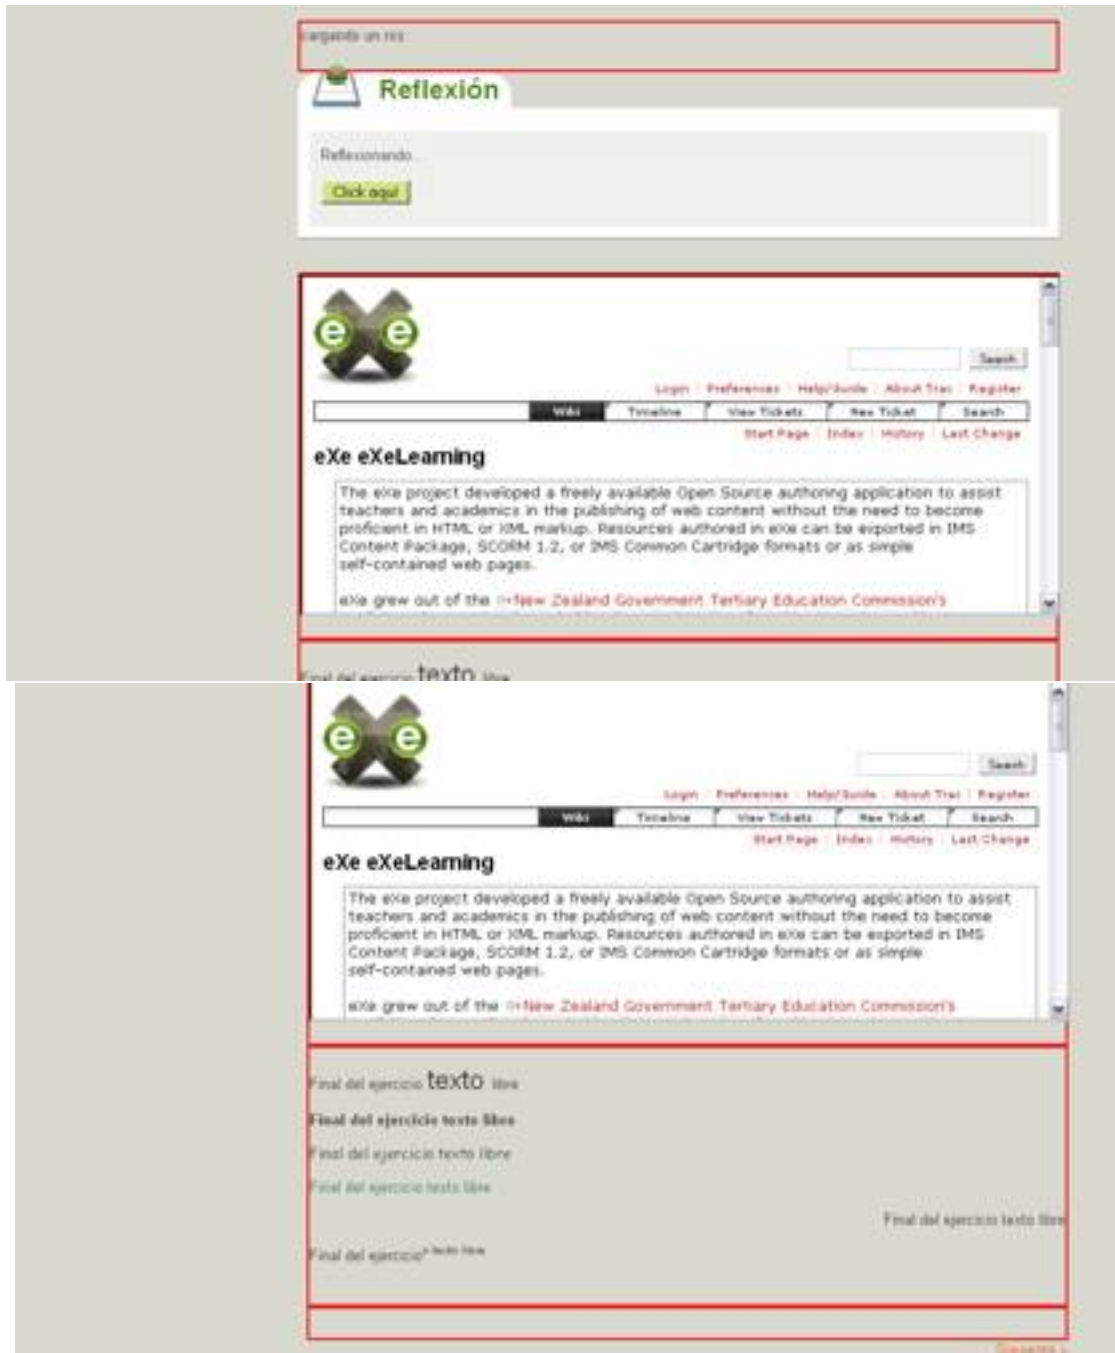 cargando un rss
Reflexión
Reflexionando...
Click aquí
e e
Search
Login Preferences Help/Guide About Trac Register
Wiki Timeline View Tickets New Ticket Search
Start Page Index History Last Change
eXe eXeLearning
The eXe project developed a freely available Open Source authoring application to assist
teachers and academics in the publishing of web content without the need to become
proficient in HTML or XML markup. Resources authored in eXe can be exported in IMS
Content Package, SCORM 1.2, or IMS Common Cartridge formats or as simple
self-contained web pages.
eXe grew out of the New Zealand Government Tertiary Education Commission's
Final del ejercicio texto libre
e e
Search
Login Preferences Help/Guide About Trac Register
Wiki Timeline View Tickets New Ticket Search
Start Page Index History Last Change
eXe eXeLearning
The eXe project developed a freely available Open Source authoring application to assist
teachers and academics in the publishing of web content without the need to become
proficient in HTML or XML markup. Resources authored in eXe can be exported in IMS
Content Package, SCORM 1.2, or IMS Common Cartridge formats or as simple
self-contained web pages.
eXe grew out of the New Zealand Government Tertiary Education Commission's
Final del ejercicio texto libre
Final del ejercicio texto libre
Final del ejercicio texto libre
Final del ejercicio texto libre
Final del ejercicio texto libre
Final del ejercicio texto libre
Siguiente »